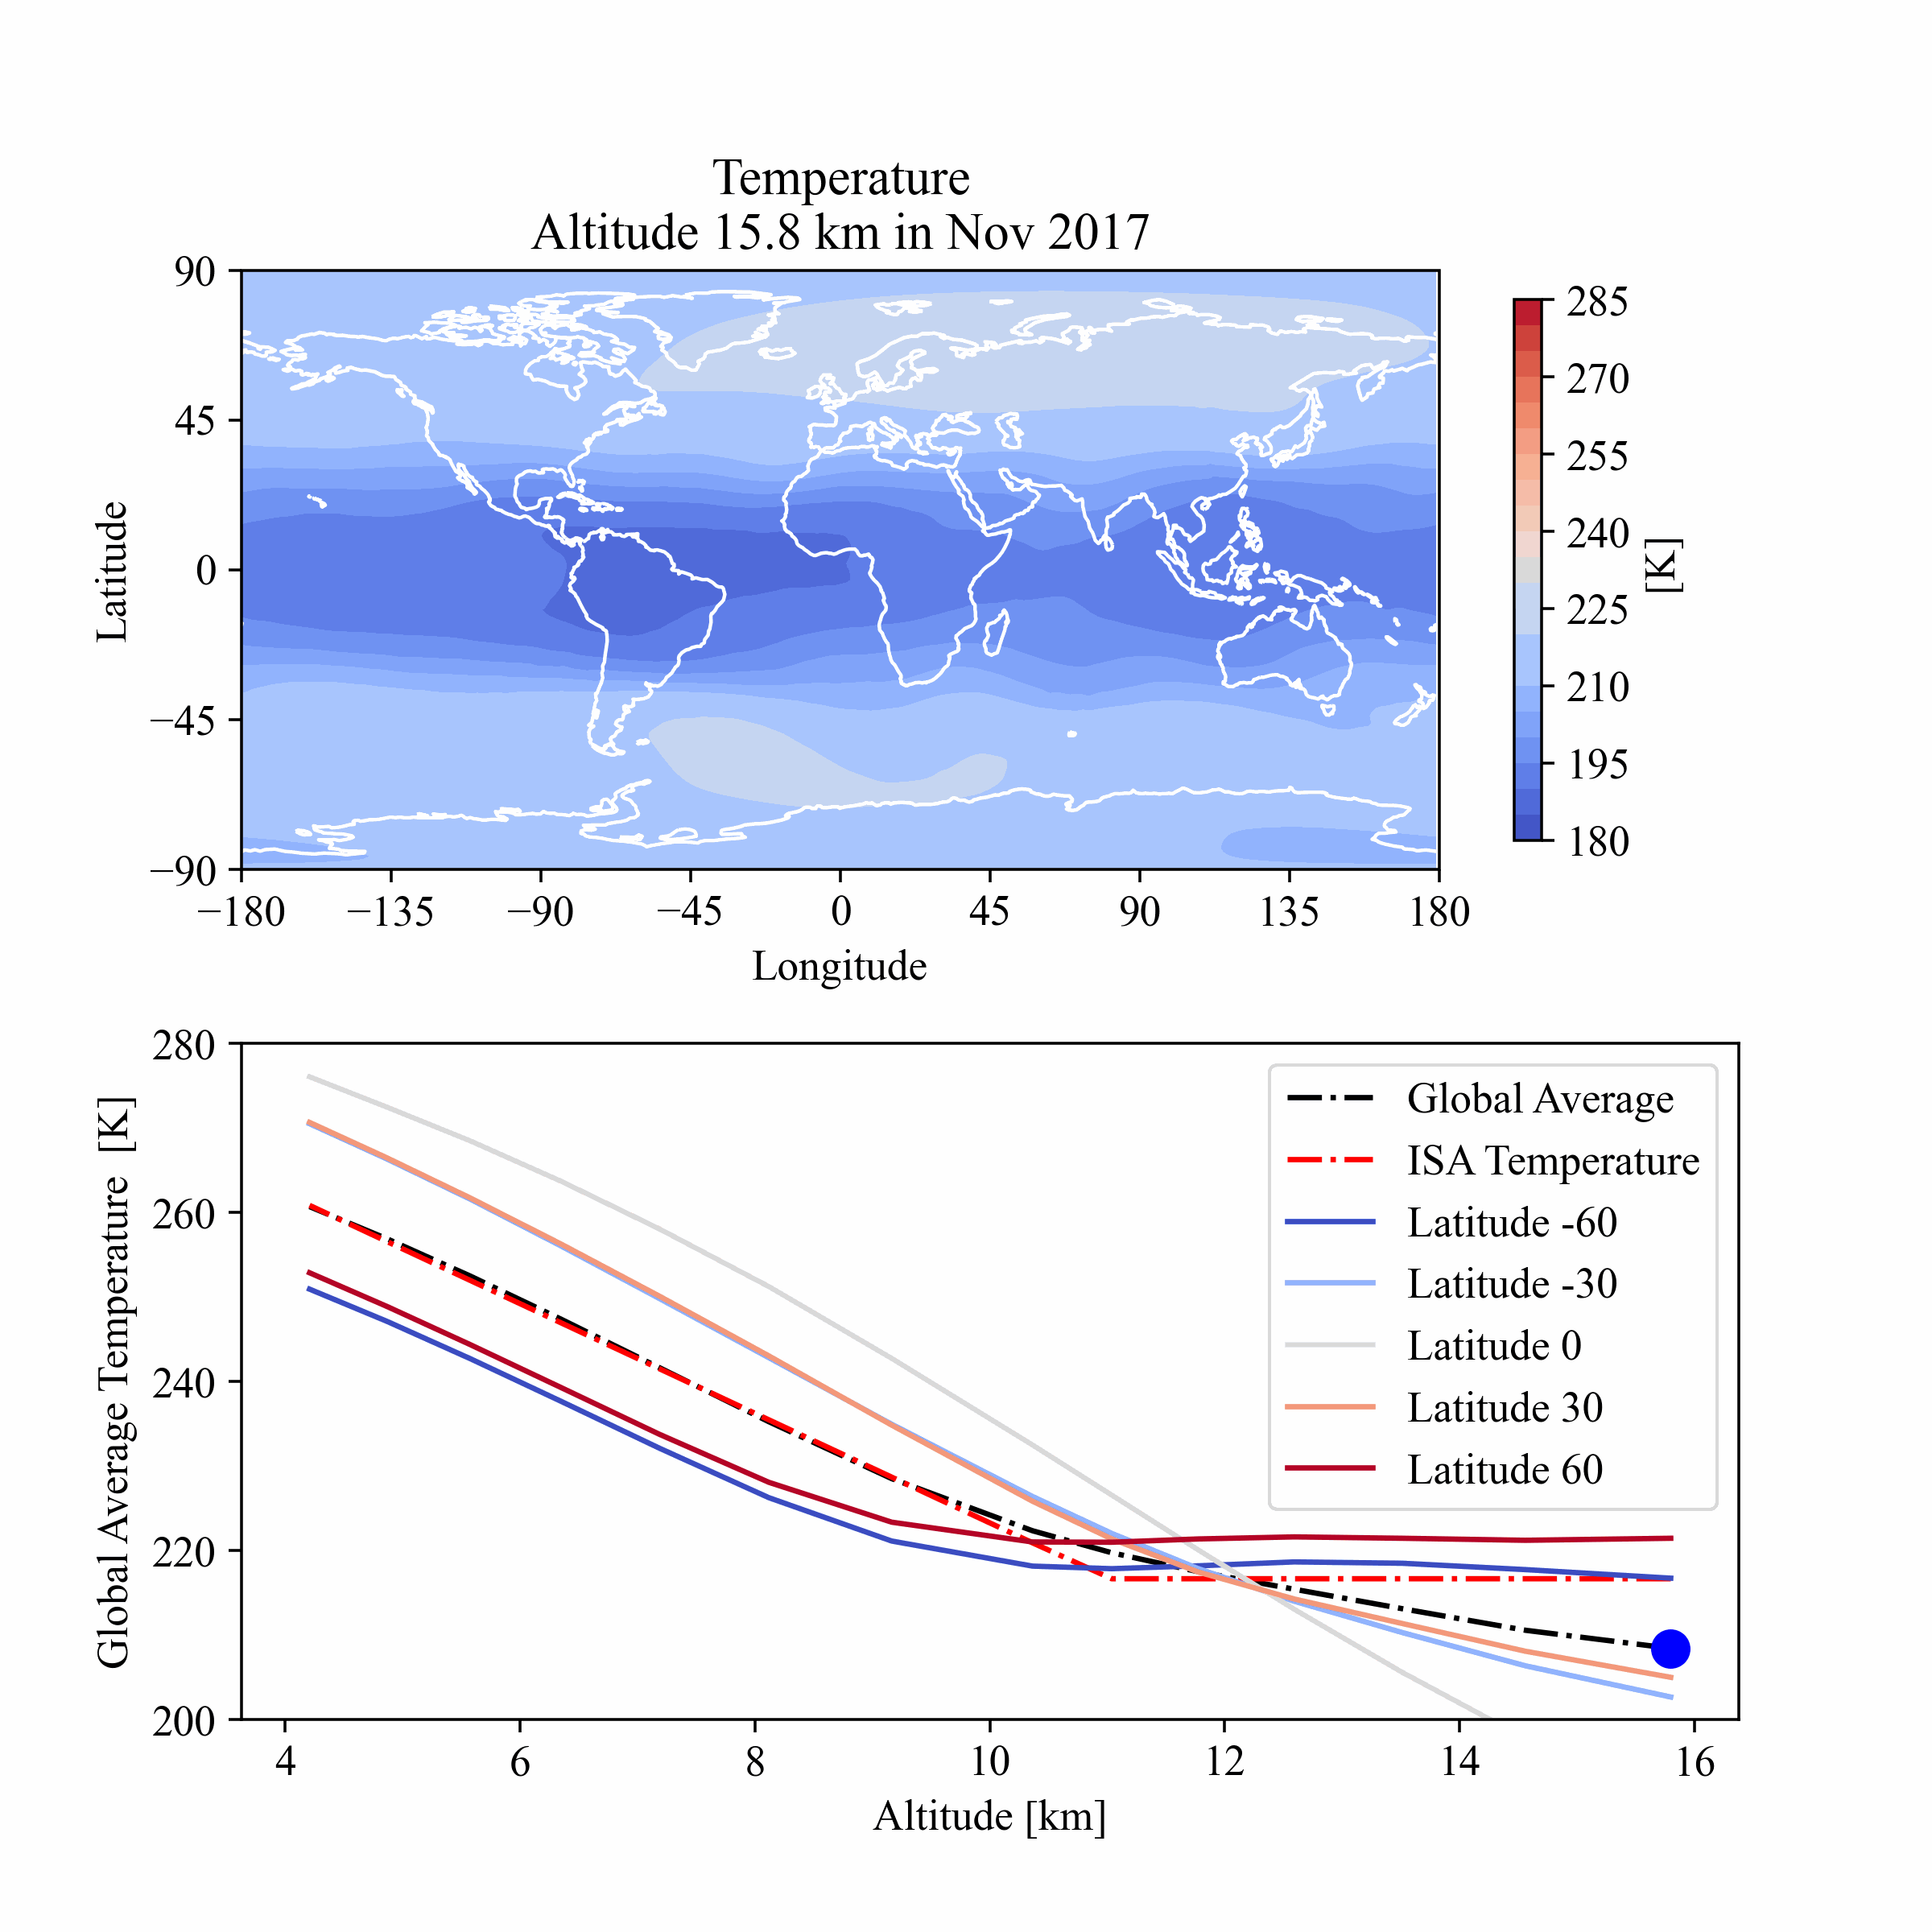 Temperature
Altitude 15.8 km in Nov 2017
90
45
0
−45
−90
Latitude
−180 −135 −90 −45 0 45 90 135 180
Longitude
285
270
255
240
225
210
195
180
[K]
280
260
240
220
200
Global Average Temperature [K]
Global Average
ISA Temperature
Latitude -60
Latitude -30
Latitude 0
Latitude 30
Latitude 60
4 6 8 10 12 14 16
Altitude [km]